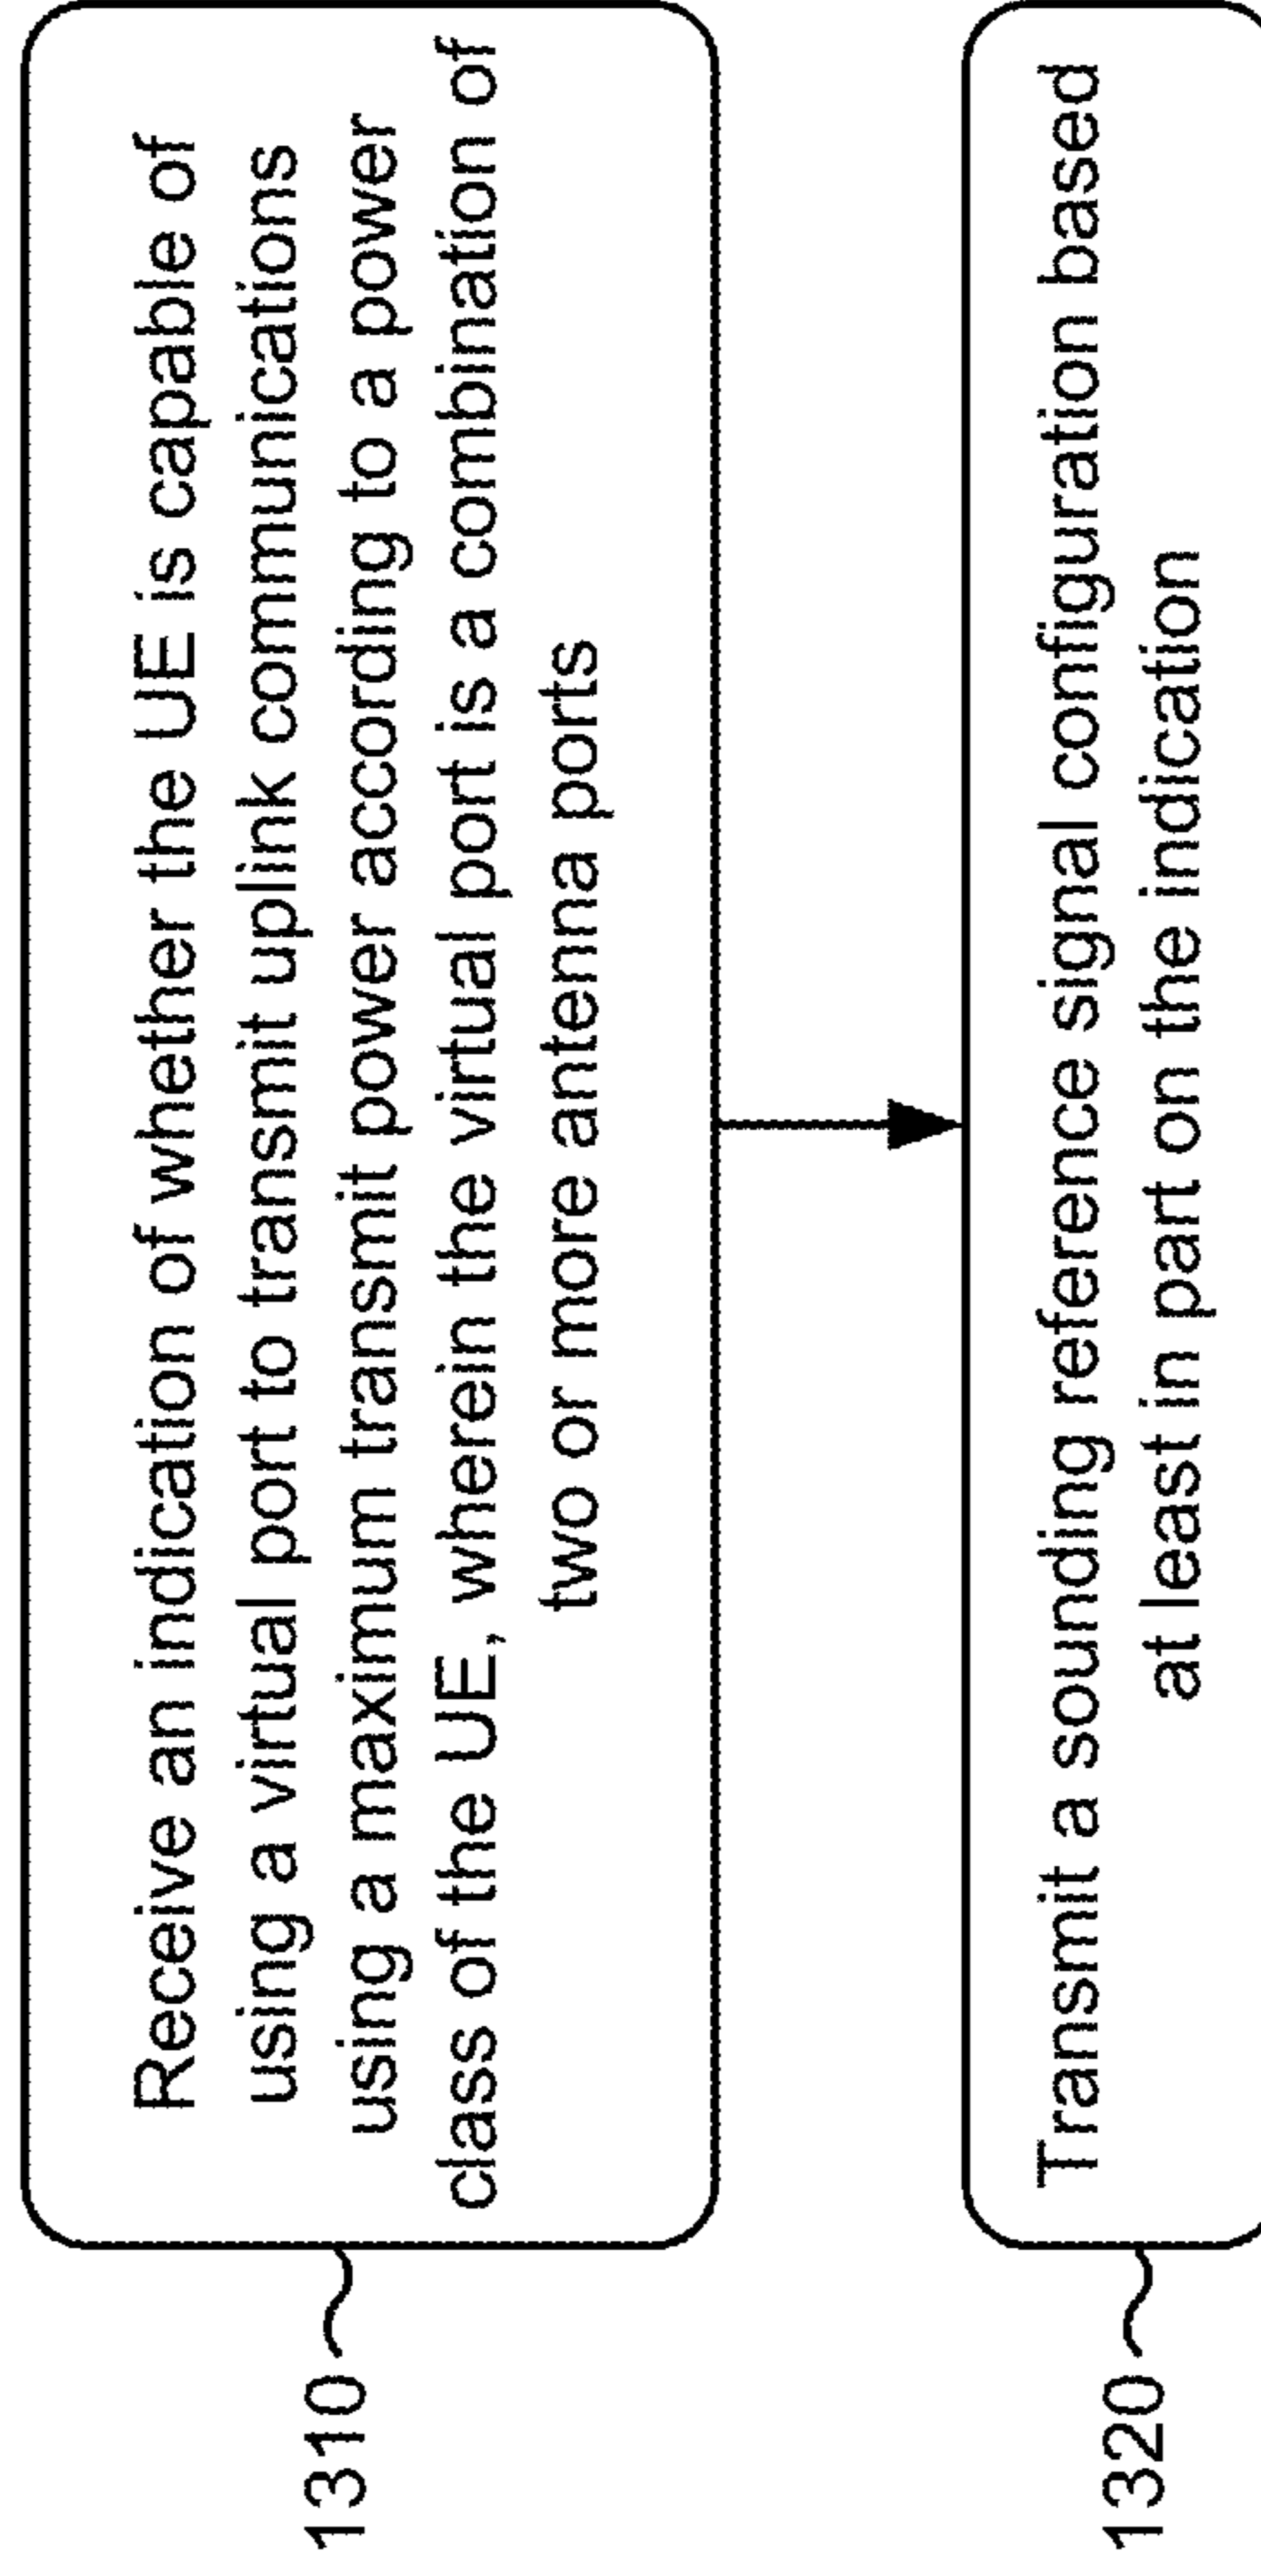 1310
Receive an indication of whether the UE is capable of
using a virtual port to transmit uplink communications
using a maximum transmit power according to a power
class of the UE, wherein the virtual port is a combination of
two or more antenna ports
1320
Transmit a sounding reference signal configuration based
at least in part on the indication